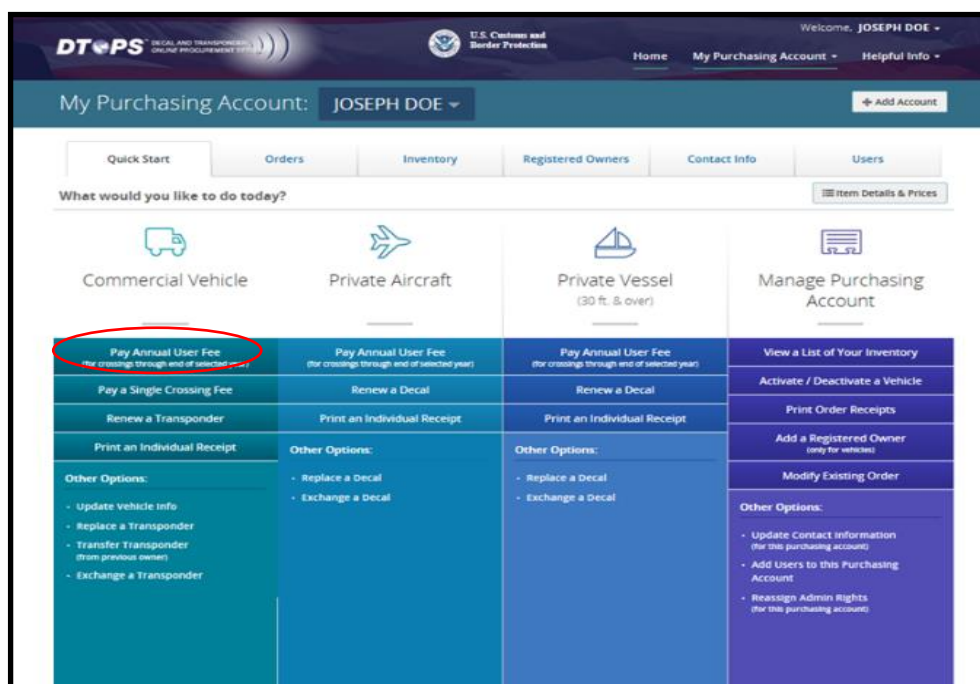 Welcome, JOSEPH DOE
DTOPS DECAL AND TRANSPONDER
ONLINE PROCUREMENT
U.S. Customs and
Border Protection
Home My Purchasing Account Helpful Info
My Purchasing Account: JOSEPH DOE
+ Add Account
Quick Start Orders Inventory Registered Owners Contact Info Users
What would you like to do today?
Item Details & Prices
Commercial Vehicle
Private Aircraft
Private Vessel
(30 ft. & over)
Manage Purchasing
Account
Pay Annual User Fee
(for crossings through end of selected year)
Pay a Single Crossing Fee
Renew a Transponder
Print an Individual Receipt
Other Options:
- Update Vehicle Info
- Replace a Transponder
- Transfer Transponder
(from previous owner)
- Exchange a Transponder
Pay Annual User Fee
(for crossings through end of selected year)
Renew a Decal
Print an Individual Receipt
Other Options:
- Replace a Decal
- Exchange a Decal
Pay Annual User Fee
(for crossings through end of selected year)
Renew a Decal
Print an Individual Receipt
Other Options:
- Replace a Decal
- Exchange a Decal
View a List of Your Inventory
Activate / Deactivate a Vehicle
Print Order Receipts
Add a Registered Owner
(only for vehicles)
Modify Existing Order
Other Options:
- Update Contact Information
(for this purchasing account)
- Add Users to this Purchasing
Account
- Reassign Admin Rights
(for this purchasing account)